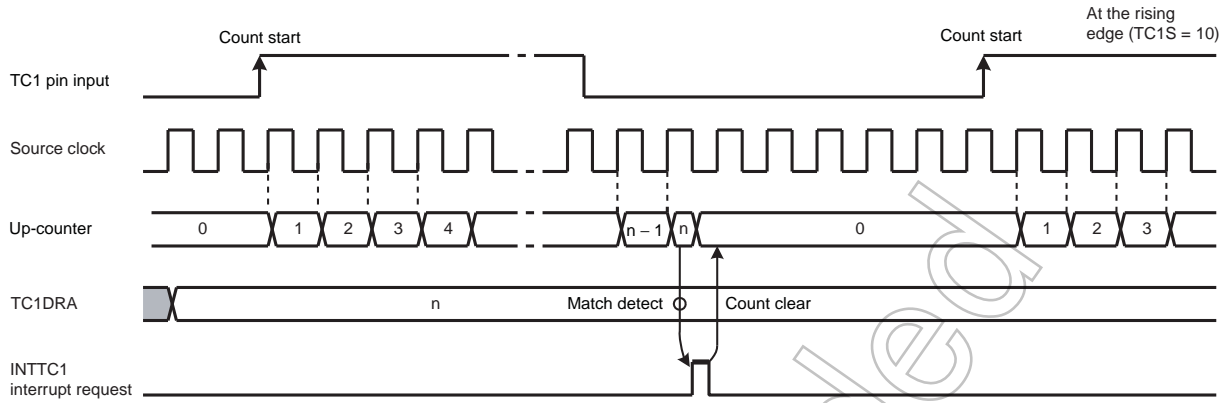 At the rising
edge (TC1S = 10)
Count start
Count start
TC1 pin input
Source clock
Up-counter
0
1
2
3
4
n − 1
n
0
1
2
3
TC1DRA
n
Match detect
Count clear
INTTC1
interrupt request
ded